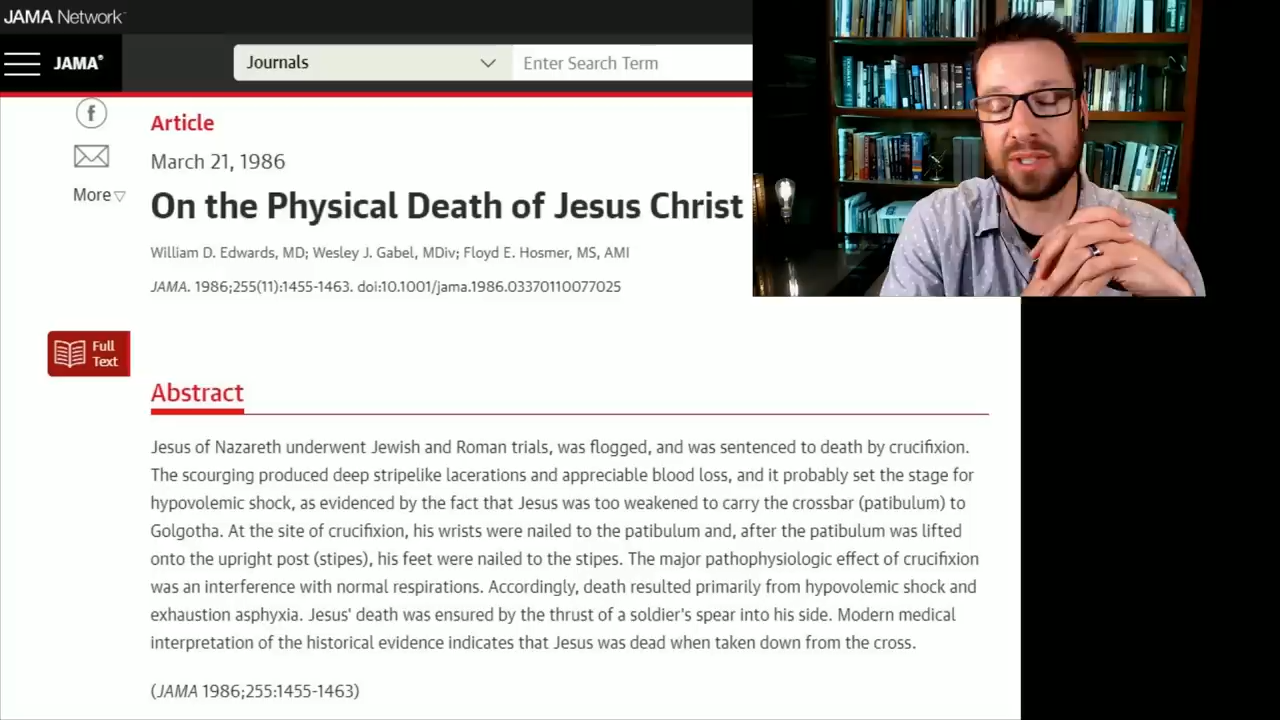 JAMA Network
JAMA®
Journals
Enter Search Term
f
Article
March 21, 1986
More
On the Physical Death of Jesus Christ
William D. Edwards, MD; Wesley J. Gabel, MDiv; Floyd E. Hosmer, MS, AMI
JAMA. 1986;255(11):1455-1463. doi:10.1001/jama.1986.03370110077025
Full
Text
Abstract
Jesus of Nazareth underwent Jewish and Roman trials, was flogged, and was sentenced to death by crucifixion.
The scourging produced deep stripelike lacerations and appreciable blood loss, and it probably set the stage for
hypovolemic shock, as evidenced by the fact that Jesus was too weakened to carry the crossbar (patibulum) to
Golgotha. At the site of crucifixion, his wrists were nailed to the patibulum and, after the patibulum was lifted
onto the upright post (stipes), his feet were nailed to the stipes. The major pathophysiologic effect of crucifixion
was an interference with normal respirations. Accordingly, death resulted primarily from hypovolemic shock and
exhaustion asphyxia. Jesus' death was ensured by the thrust of a soldier's spear into his side. Modern medical
interpretation of the historical evidence indicates that Jesus was dead when taken down from the cross.
(JAMA 1986;255:1455-1463)